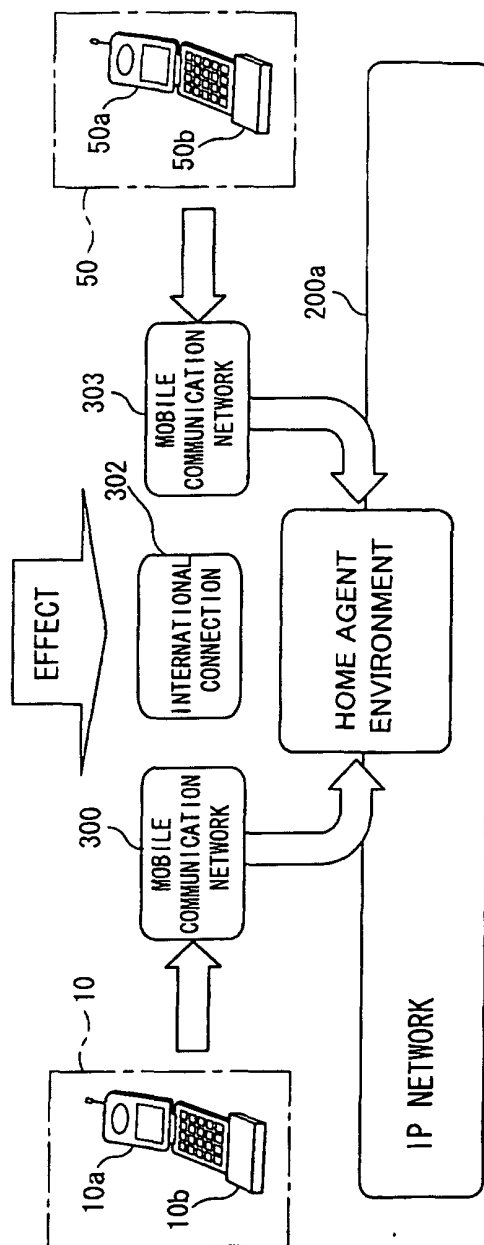 EFFECT
10
10a
10b
300
MOBILE
COMMUNICATION
NETWORK
302
INTERNATIONAL
CONNECTION
303
MOBILE
COMMUNICATION
NETWORK
50
50a
50b
HOME AGENT
ENVIRONMENT
200a
IP NETWORK